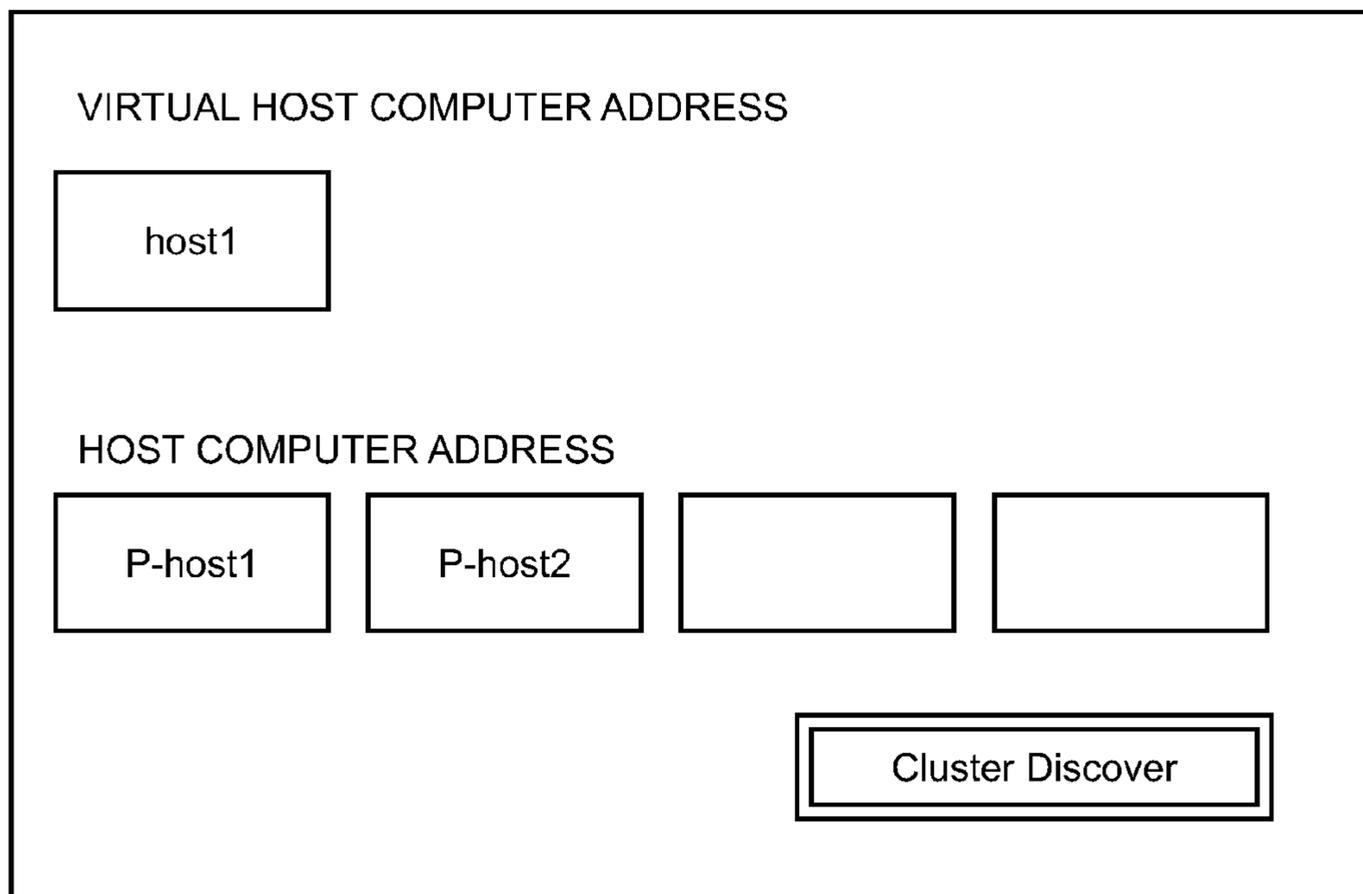 VIRTUAL HOST COMPUTER ADDRESS
host1
HOST COMPUTER ADDRESS
P-host1 P-host2
Cluster Discover